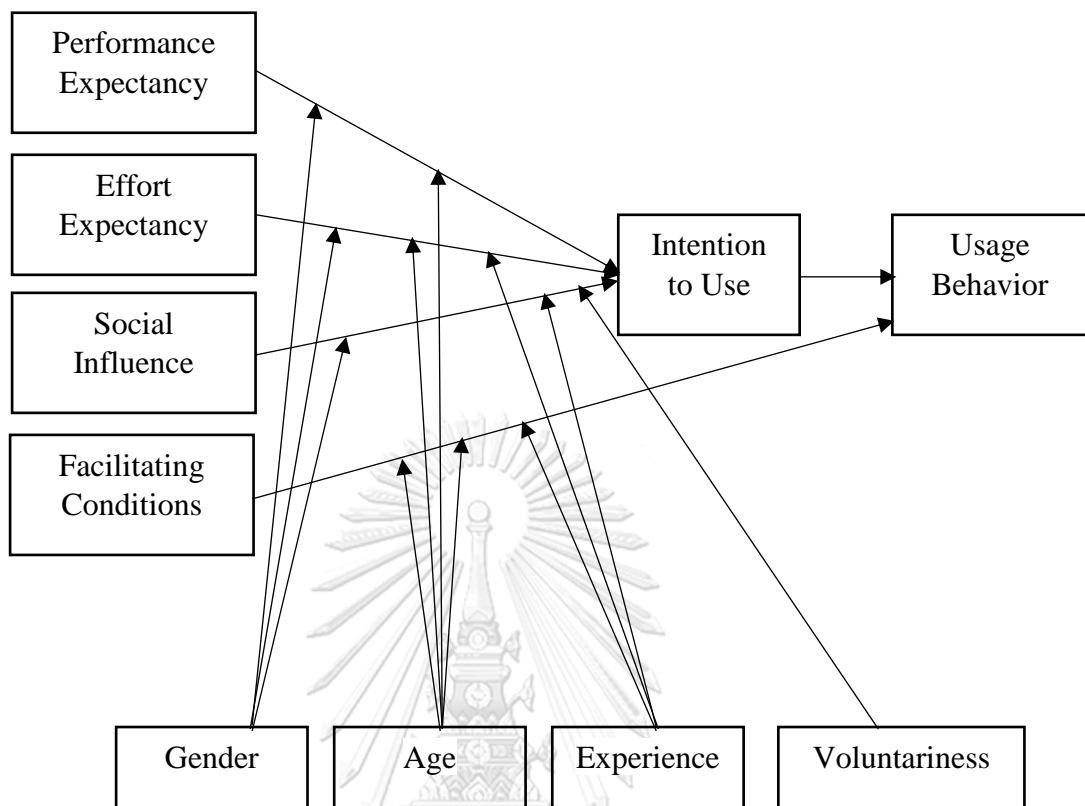 Performance
Expectancy
Effort
Expectancy
Social
Influence
Facilitating
Conditions
Intention
to Use
Usage
Behavior
Gender
Age
Experience
Voluntariness